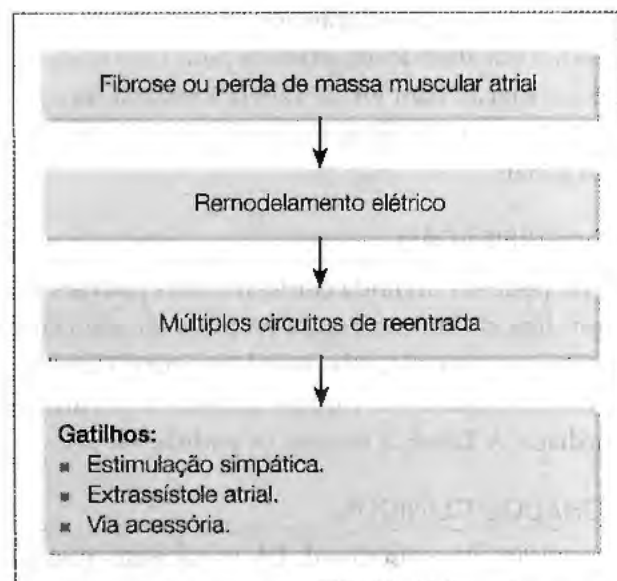 Fibrose ou perda de massa muscular atrial
Rernodelamento elétrico
Múltiplos circuitos de reentrada
Gatilhos:
■ Estimulação simpática.
■ Extrassístole atrial.
■ Via acessória.